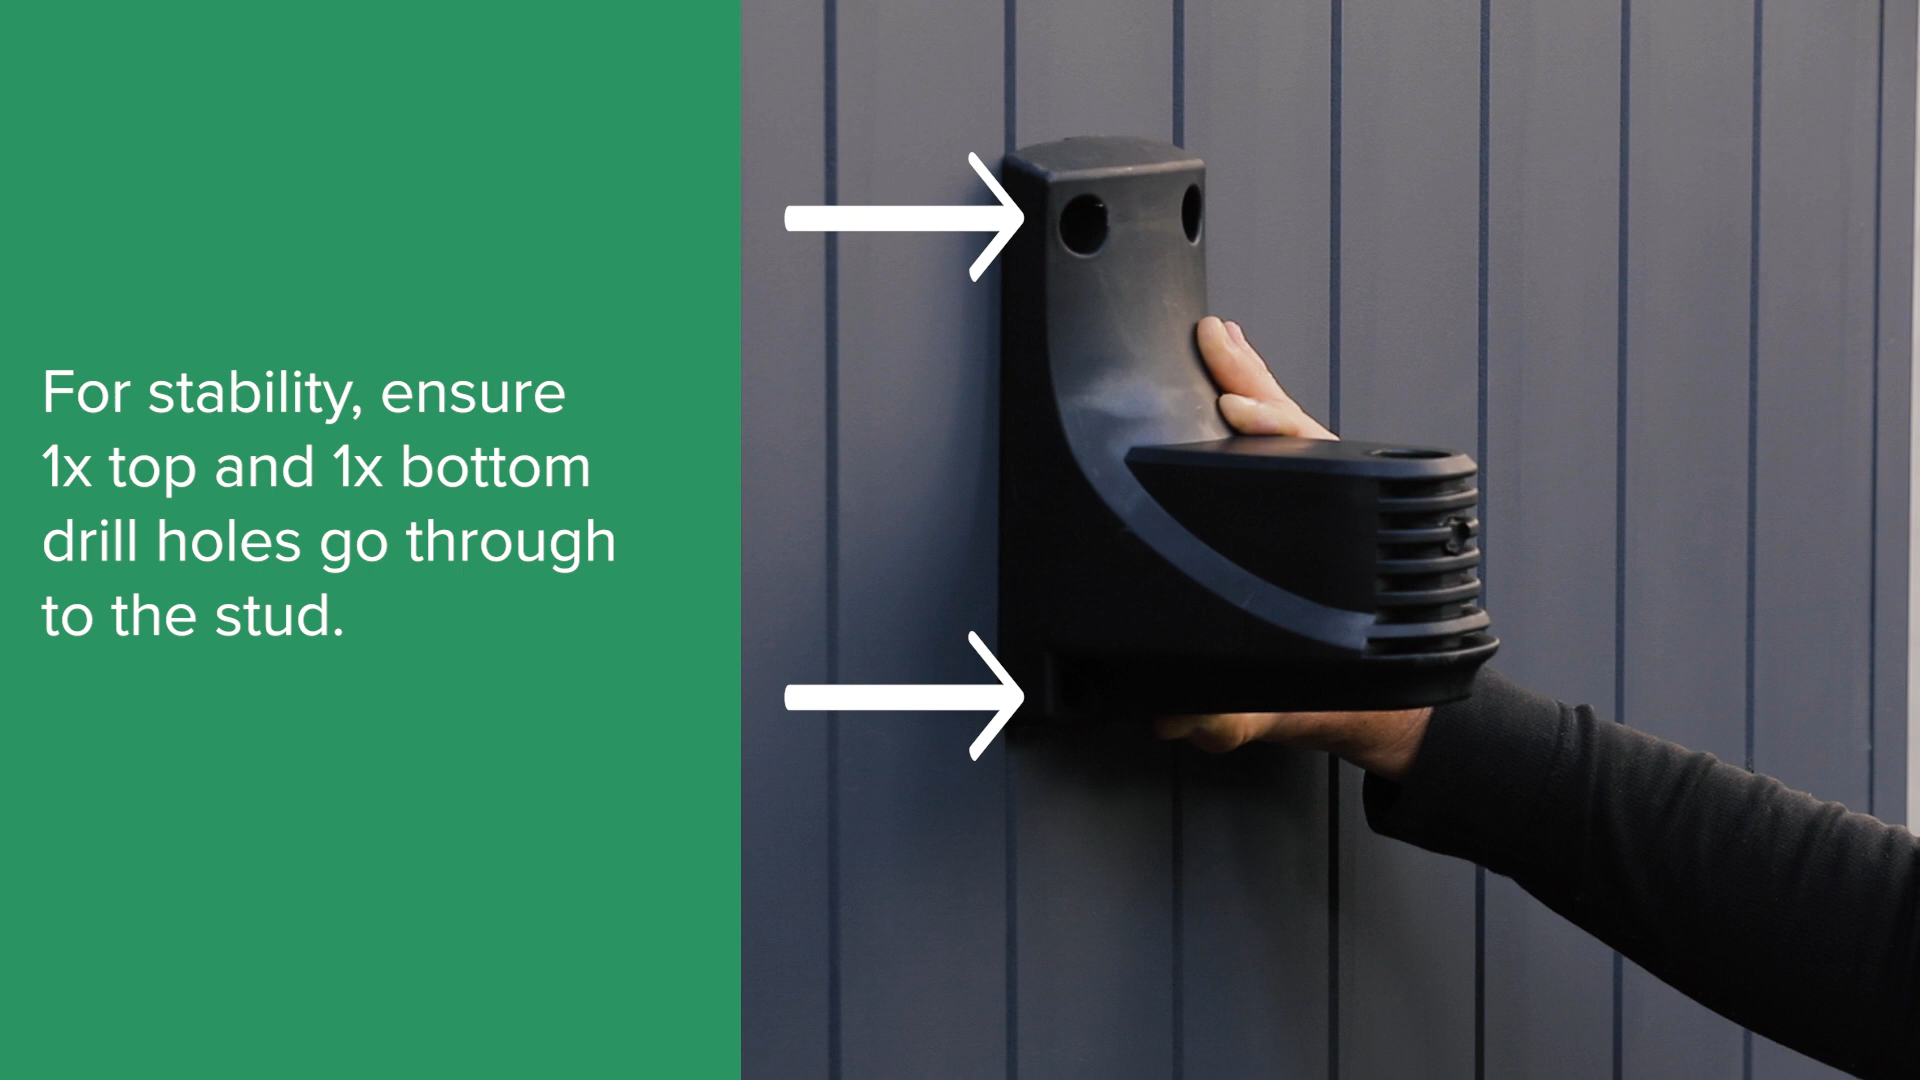 For stability, ensure
1x top and 1x bottom
drill holes go through
to the stud.